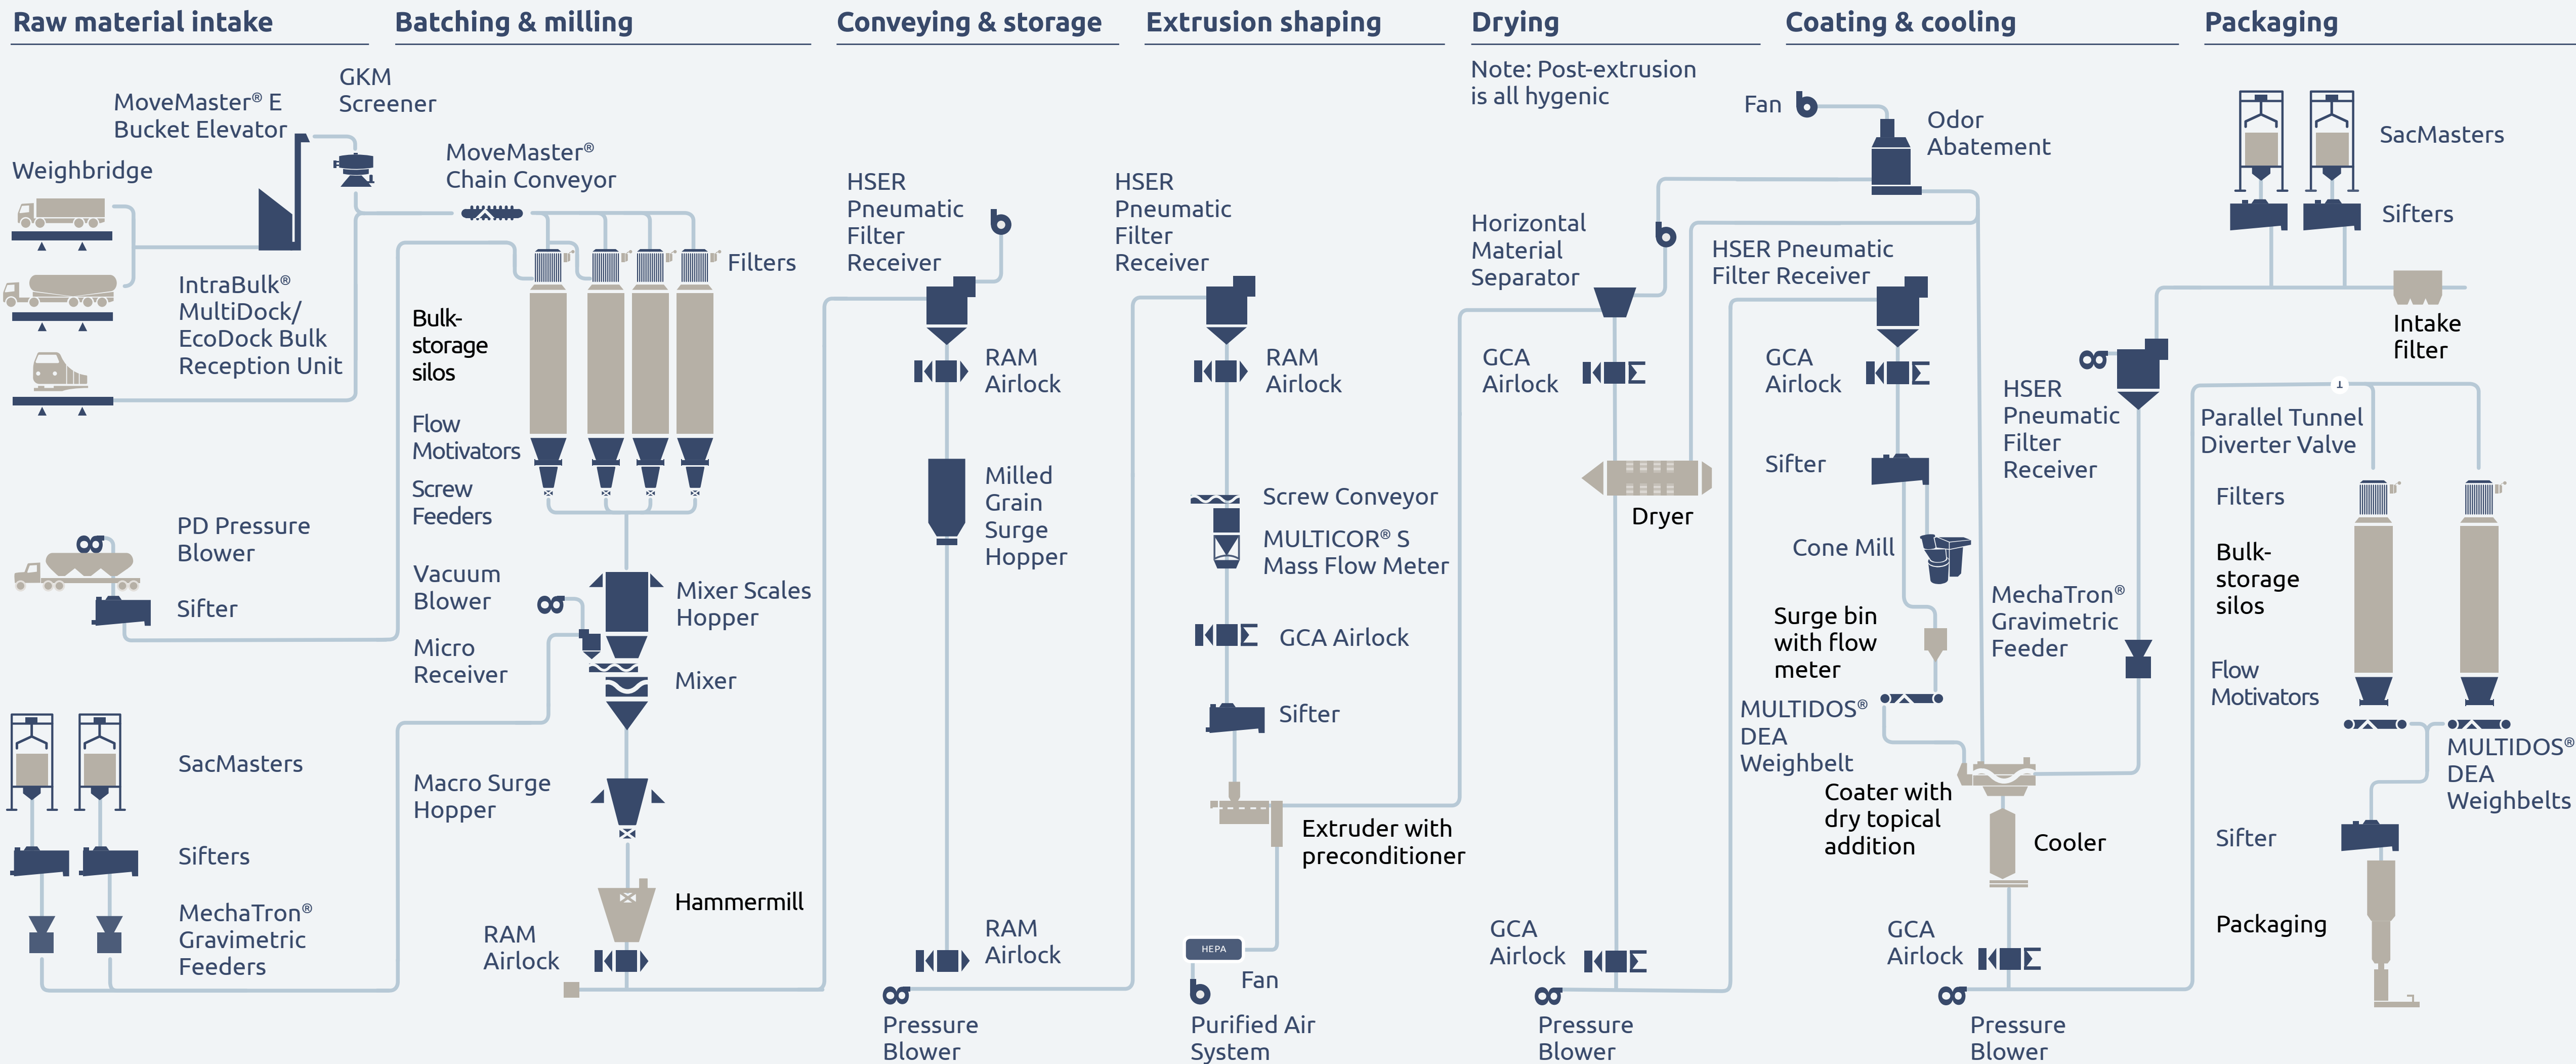 Raw material intake
Batching & milling
Conveying & storage
Extrusion shaping
Drying
Coating & cooling
Packaging
GKM
Screener
MoveMaster® E
Bucket Elevator
Weighbridge
IntraBulk®
MultiDock/
EcoDock Bulk
Reception Unit
PD Pressure
Blower
Sifter
SacMasters
Sifters
MechaTron®
Gravimetric
Feeders
MoveMaster®
Chain Conveyor
Filters
Bulk-
storage
silos
Flow
Motivators
Screw
Feeders
Vacuum
Blower
Mixer Scales
Hopper
Micro
Receiver
Mixer
Macro Surge
Hopper
Hammermill
RAM
Airlock
HSER
Pneumatic
Filter
Receiver
RAM
Airlock
Milled
Grain
Surge
Hopper
RAM
Airlock
Pressure
Blower
HSER
Pneumatic
Filter
Receiver
RAM
Airlock
Screw Conveyor
MULTICOR® S
Mass Flow Meter
GCA Airlock
Sifter
Extruder with
preconditioner
HEPA
Fan
Purified Air
System
Note: Post-extrusion
is all hygenic
Horizontal
Material
Separator
GCA
Airlock
Dryer
GCA
Airlock
Pressure
Blower
Fan
Odor
Abatement
HSER Pneumatic
Filter Receiver
GCA
Airlock
Sifter
Cone Mill
Surge bin
with flow
meter
MULTIDOS®
DEA
Weighbelt
Coater with
dry topical
addition
Cooler
GCA
Airlock
Pressure
Blower
HSER
Pneumatic
Filter
Receiver
MechaTron®
Gravimetric
Feeder
SacMasters
Sifters
Intake
filter
Parallel Tunnel
Diverter Valve
Filters
Bulk-
storage
silos
Flow
Motivators
MULTIDOS®
DEA
Weighbelts
Sifter
Packaging